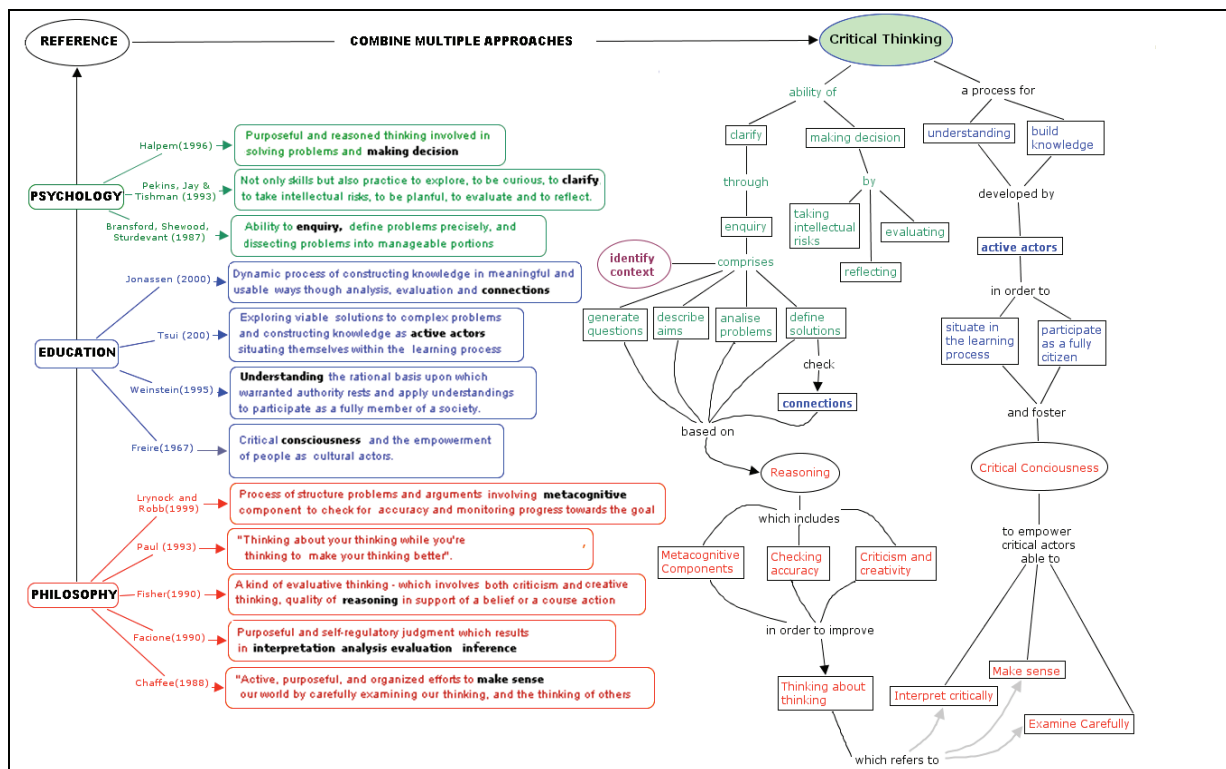 REFERENCE
COMBINE MULTIPLE APPROACHES
Critical Thinking
PSYCHOLOGY
Halpem(1996)
Purposeful and reasoned thinking involved in
solving problems and making decision
Pekins, Jay &
Tishman (1993)
Not only skills but also practice to explore, to be curious, to clarify
to take intellectual risks, to be planful, to evaluate and to reflect.
Bransford, Shewood,
Sturdevant (1987)
Ability to enquiry, define problems precisely, and
dissecting problems into manageable portions
EDUCATION
Jonassen (2000)
Dynamic process of constructing knowledge in meaningful and
usable ways though analysis, evaluation and connections
Tsui (200)
Exploring viable solutions to complex problems
and constructing knowledge as active actors
situating themselves within the learning process
Weinstein(1995)
Understanding the rational basis upon which
warranted authority rests and apply understandings
to participate as a fully member of a society.
Freire(1967)
Critical consciousness and the empowerment
of people as cultural actors.
PHILOSOPHY
Lrynock and
Robb(1999)
Process of structure problems and arguments involving metacognitive
component to check for accuracy and monitoring progress towards the goal
Paul (1993)
"Thinking about your thinking while you're
thinking to make your thinking better".
Fisher(1990)
A kind of evaluative thinking - which involves both criticism and creative
thinking, quality of reasoning in support of a belief or a course action
Facione(1990)
Purposeful and self-regulatory judgment which results
in interpretation analysis evaluation inference
Chaffee(1988)
"Active, purposeful, and organized efforts to make sense
our world by carefully examining our thinking, and the thinking of others
ability of
clarify
through
enquiry
comprises
identify
context
generate
questions
describe
aims
analise
problems
define
solutions
check
connections
based on
making decision
by
taking
intellectual
risks
reflecting
evaluating
a process for
understanding
build
knowledge
developed by
active actors
in order to
situate in
the learning
process
participate
as a fully
citizen
and foster
Critical Conciousness
Reasoning
which includes
Metacognitive
Components
Checking
accuracy
Criticism and
creativity
in order to improve
Thinking about
thinking
which refers to
to empower
critical actors
able to
Interpret critically
Make sense
Examine Carefully